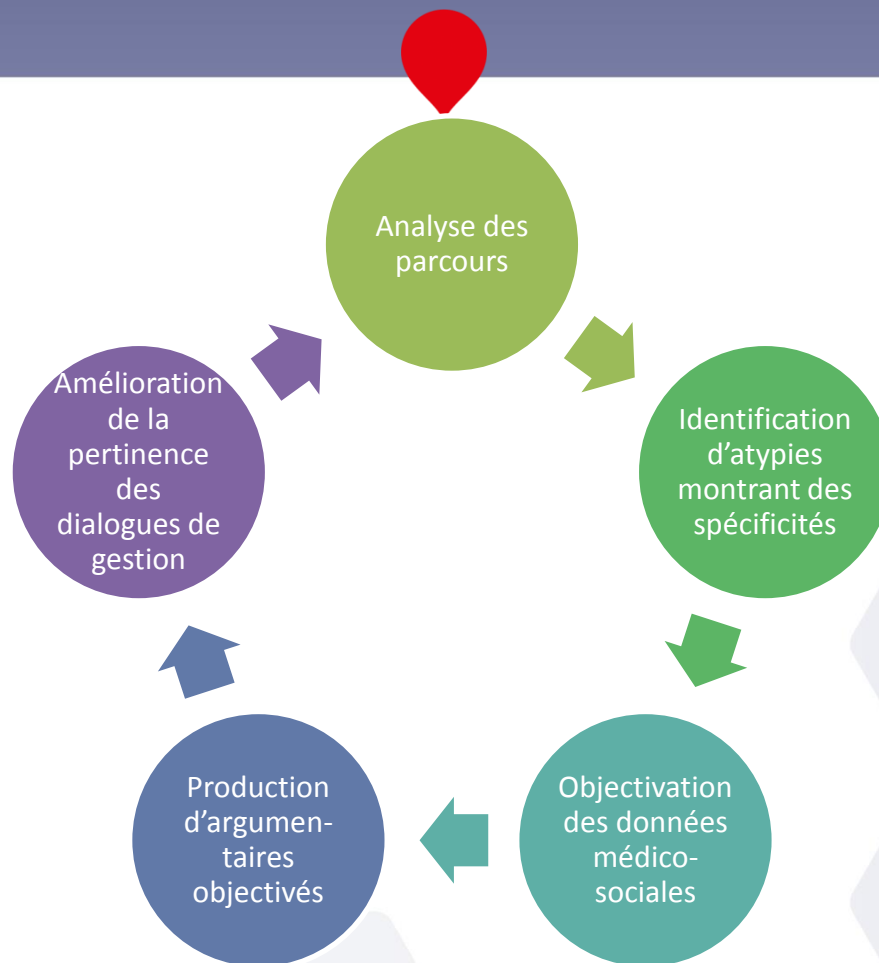 Analyse des
parcours
Identification
d’atypies
montrant des
spécificités
Objectivation
des données
médico-
sociales
Production
d’argumen-
taires
objectivés
Amélioration
de la
pertinence
des
dialogues de
gestion